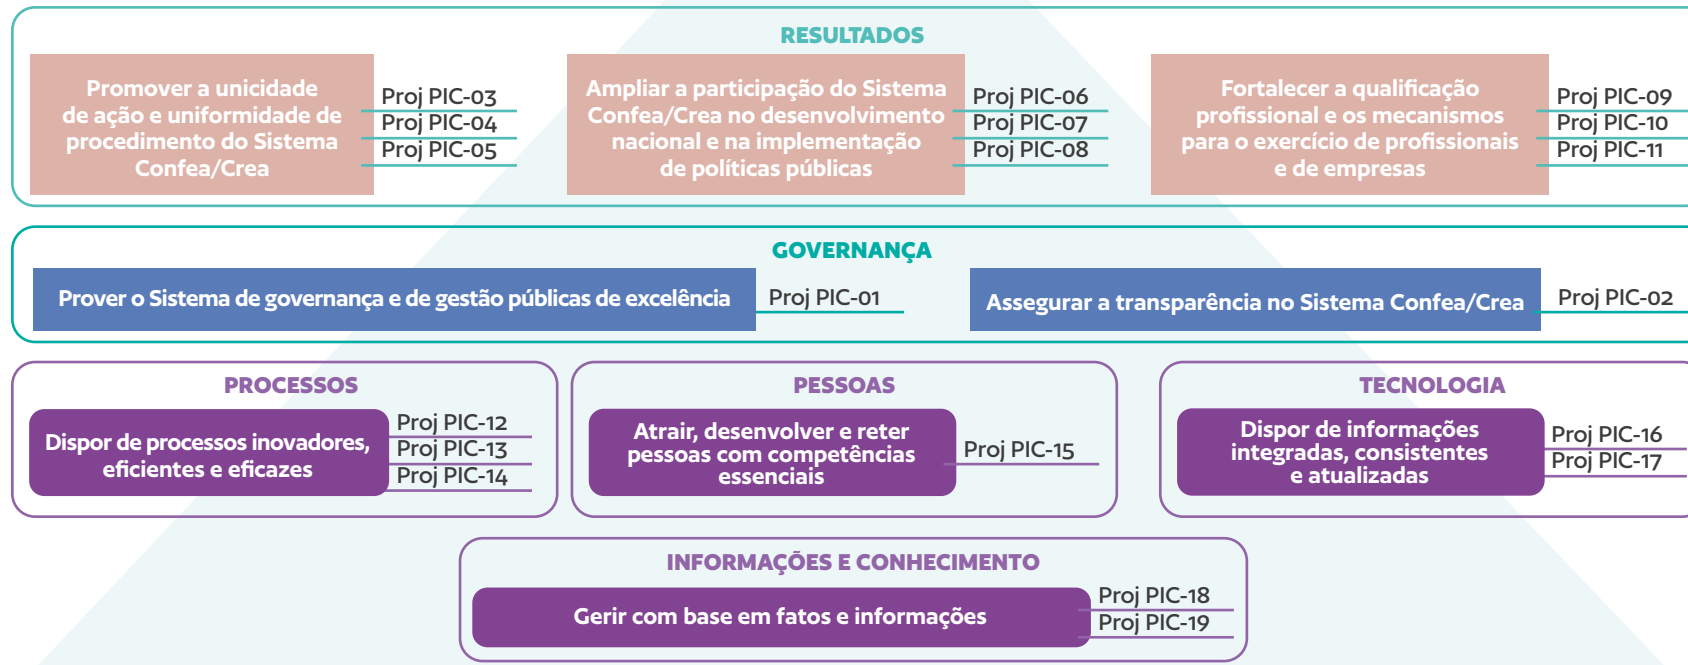 RESULTADOS
Promover a unicidade
de ação e uniformidade de
procedimento do Sistema
Confea/Crea
Proj PIC-03
Proj PIC-04
Proj PIC-05
Ampliar a participação do Sistema
Confea/Crea no desenvolvimento
nacional e na implementação
de políticas públicas
Proj PIC-06
Proj PIC-07
Proj PIC-08
Fortalecer a qualificação
profissional e os mecanismos
para o exercício de profissionais
e de empresas
Proj PIC-09
Proj PIC-10
Proj PIC-11
GOVERNANÇA
Prover o Sistema de governança e de gestão públicas de excelência
Proj PIC-01
Assegurar a transparência no Sistema Confea/Crea
Proj PIC-02
PROCESSOS
Dispor de processos inovadores,
eficientes e eficazes
Proj PIC-12
Proj PIC-13
Proj PIC-14
PESSOAS
Atrair, desenvolver e reter
pessoas com competências
essenciais
Proj PIC-15
TECNOLOGIA
Dispor de informações
integradas, consistentes
e atualizadas
Proj PIC-16
Proj PIC-17
INFORMAÇÕES E CONHECIMENTO
Gerir com base em fatos e informações
Proj PIC-18
Proj PIC-19